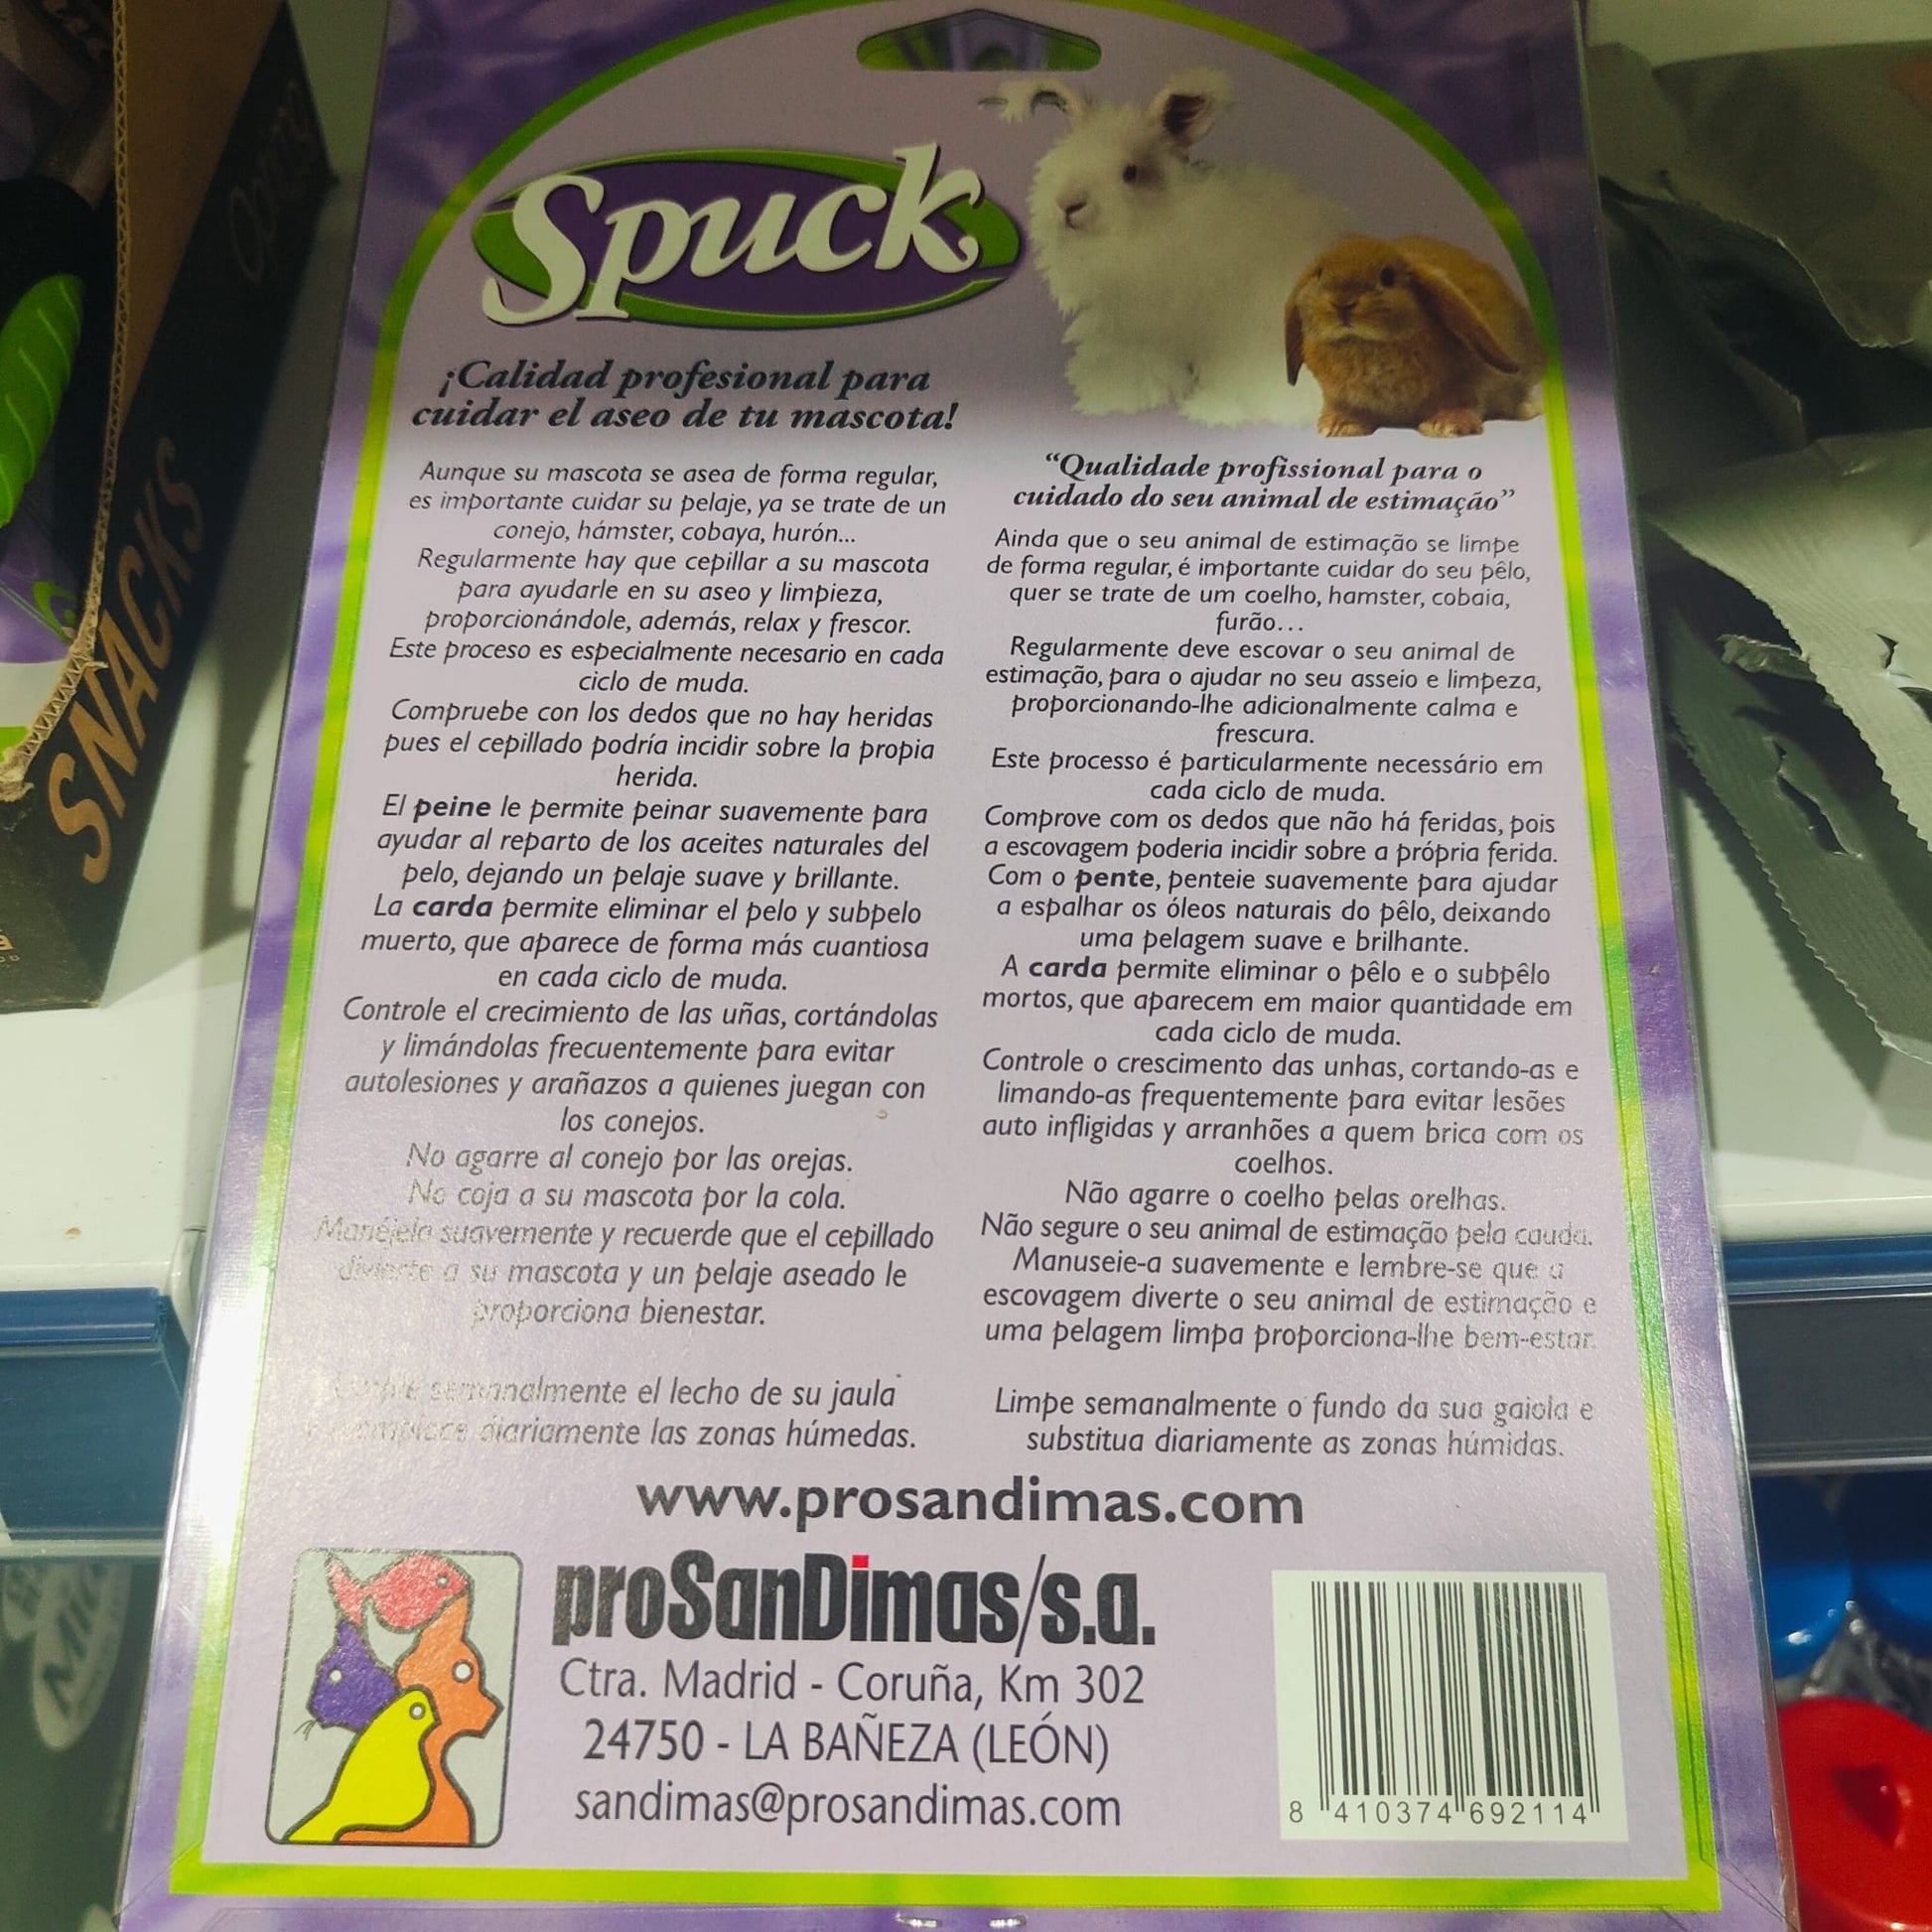 Spuck
¡Calidad profesional para
cuidar el aseo de tu mascota!
Aunque su mascota se asea de forma regular,
es importante cuidar su pelaje, ya se trate de un
conejo, hámster, cobaya, hurón...
Regularmente hay que cepillar a su mascota
para ayudarle en su aseo y limpieza,
proporcionándole, además, relax y frescor.
Este proceso es especialmente necesario en cada
ciclo de muda.
Compruebe con los dedos que no hay heridas
pues el cepillado podría incidir sobre la propia
herida.
El peine le permite peinar suavemente para
ayudar al reparto de los aceites naturales del
pelo, dejando un pelaje suave y brillante.
La carda permite eliminar el pelo y subpelo
muerto, que aparece de forma más cuantiosa
en cada ciclo de muda.
Controle el crecimiento de las uñas, cortándolas
y limándolas frecuentemente para evitar
autolesiones y arañazos a quienes juegan con
los conejos.
No agarre al conejo por las orejas.
No coja a su mascota por la cola.
Manéjela suavemente y recuerde que el cepillado
divierte a su mascota y un pelaje aseado le
proporciona bienestar.
semanalmente el lecho de su jaula
diariamente las zonas húmedas.
“Qualidade profissional para o
cuidado do seu animal de estimação”
Ainda que o seu animal de estimação se limpe
de forma regular, é importante cuidar do seu pêlo,
quer se trate de um coelho, hamster, cobaia,
furão...
Regularmente deve escovar o seu animal de
estimação, para o ajudar no seu asseio e limpeza,
proporcionando-lhe adicionalmente calma e
frescura.
Este processo é particularmente necessário em
cada ciclo de muda.
Comprove com os dedos que não há feridas, pois
a escovagem poderia incidir sobre a própria ferida.
Com o pente, penteie suavemente para ajudar
a espalhar os óleos naturais do pêlo, deixando
uma pelagem suave e brilhante.
A carda permite eliminar o pêlo e o subpêlo
mortos, que aparecem em maior quantidade em
cada ciclo de muda.
Controle o crescimento das unhas, cortando-as e
limando-as frequentemente para evitar lesões
auto infligidas y arranhões a quem brica com os
coelhos.
Não agarre o coelho pelas orelhas.
Não segure o seu animal de estimação pela cauda.
Manuseie-a suavemente e lembre-se que a
escovagem diverte o seu animal de estimação e
uma pelagem limpa proporciona-lhe bem-estar.
Limpe semanalmente o fundo da sua gaiola e
substitua diariamente as zonas húmidas.
www.prosandimas.com
proSanDimas/s.a.
Ctra. Madrid - Coruña, Km 302
24750 - LA BAÑEZA (LEÓN)
sandimas@prosandimas.com
8 410374 692114
SNACKS